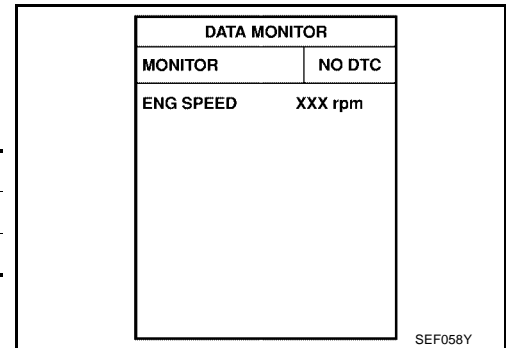 DATA MONITOR
MONITOR NO DTC
ENG SPEED XXX rpm
SEF058Y